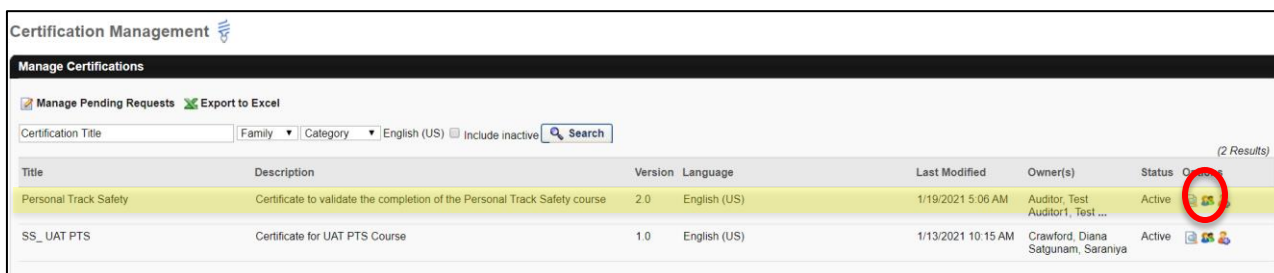 Certification Management
Manage Certifications
Manage Pending Requests Export to Excel
Certification Title Family Category English (US) Include inactive Search
(2 Results)
Title Description Version Language Last Modified Owner(s) Status Options
Personal Track Safety Certificate to validate the completion of the Personal Track Safety course 2.0 English (US) 1/19/2021 5:06 AM Auditor, Test Active
Auditor1, Test ...
SS_ UAT PTS Certificate for UAT PTS Course 1.0 English (US) 1/13/2021 10:15 AM Crawford, Diana Active
Satgunam, Saraniya